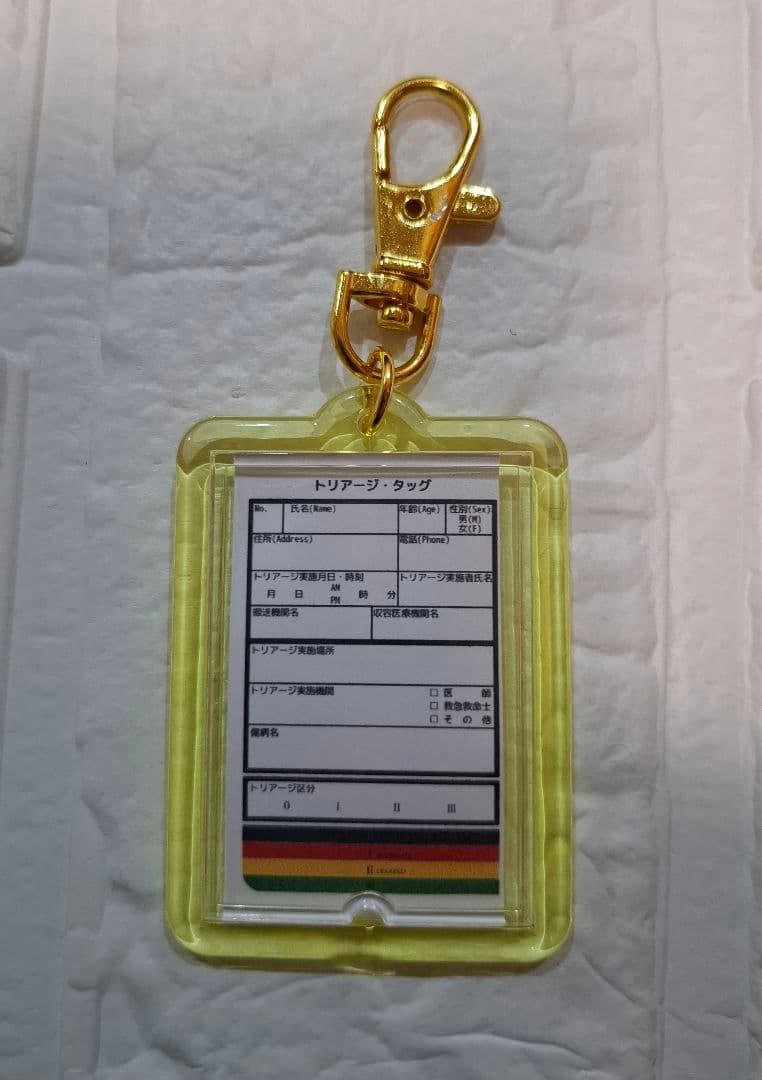 トリアージ・タッグ
No. 氏名(Name) 年齢(Age) 性別(Sex)
男(M)
女(F)
住所(Address) 電話(Phone)
トリアージ実施月日・時刻 トリアージ実施者氏名
月 日 AM 時 分
PM
搬送機関名 収容医療機関名
トリアージ実施場所
トリアージ実施機関 □ 医 師
□ 救急救命士
□ その他
傷病名
トリアージ区分
0 I II III
I
II